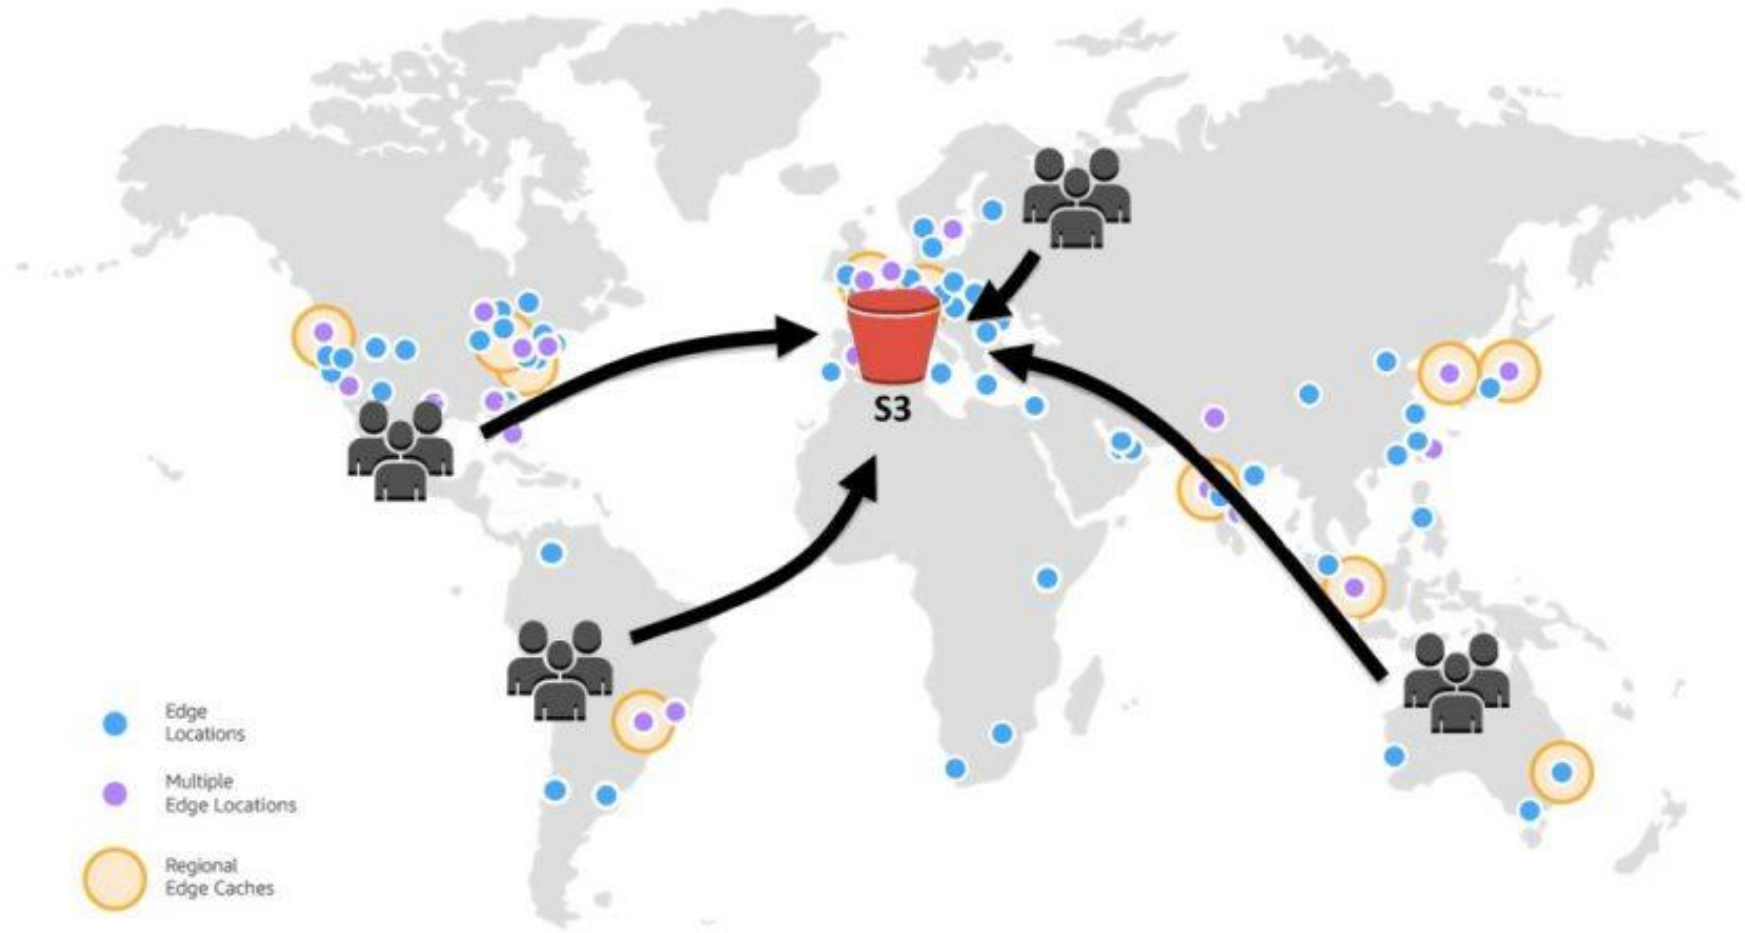 S3
Edge
Locations
Multiple
Edge Locations
Regional
Edge Caches